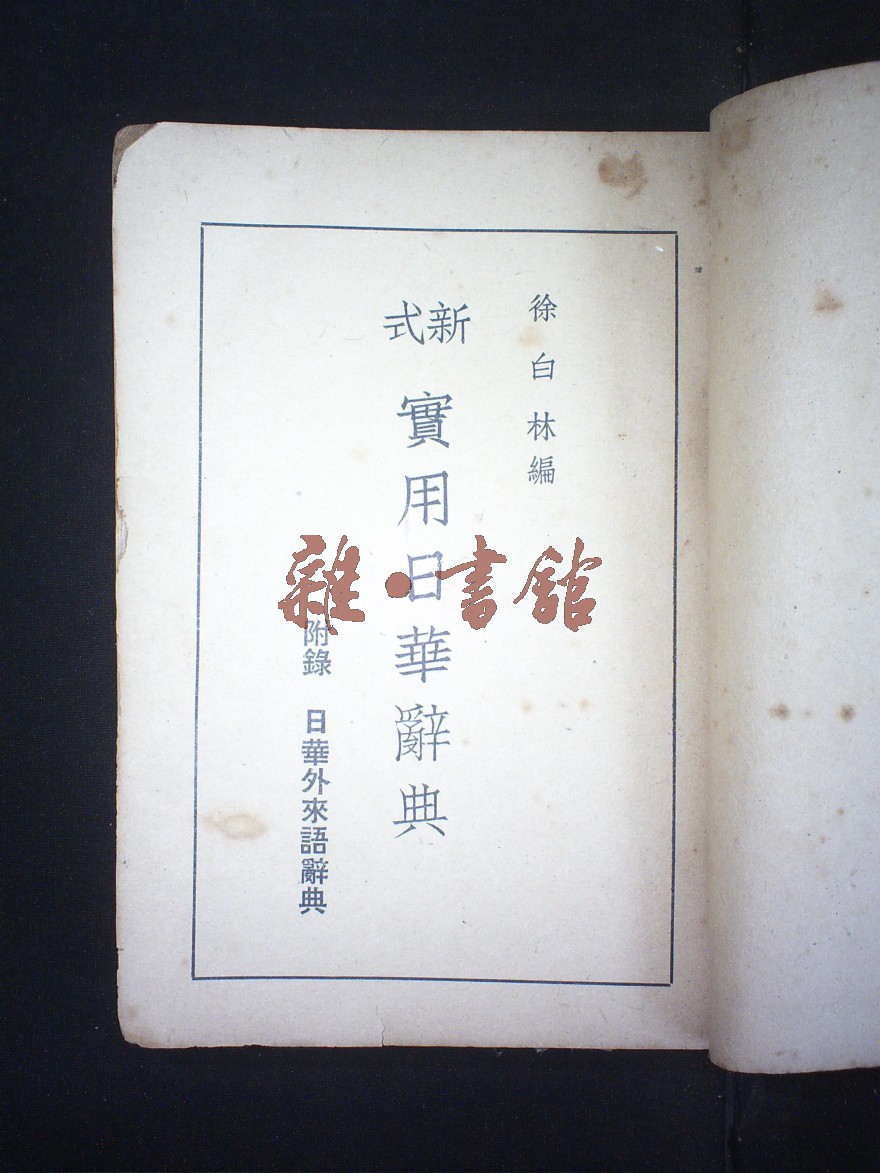 徐白林編
新式
實用日華辭典
附錄 日華外來語辭典
雜·書館